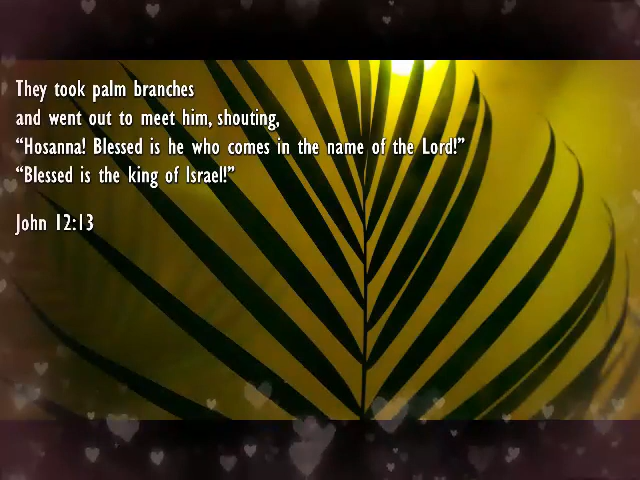 They took palm branches
and went out to meet him, shouting,
“Hosanna! Blessed is he who comes in the name of the Lord!”
“Blessed is the king of Israel!”
John 12:13